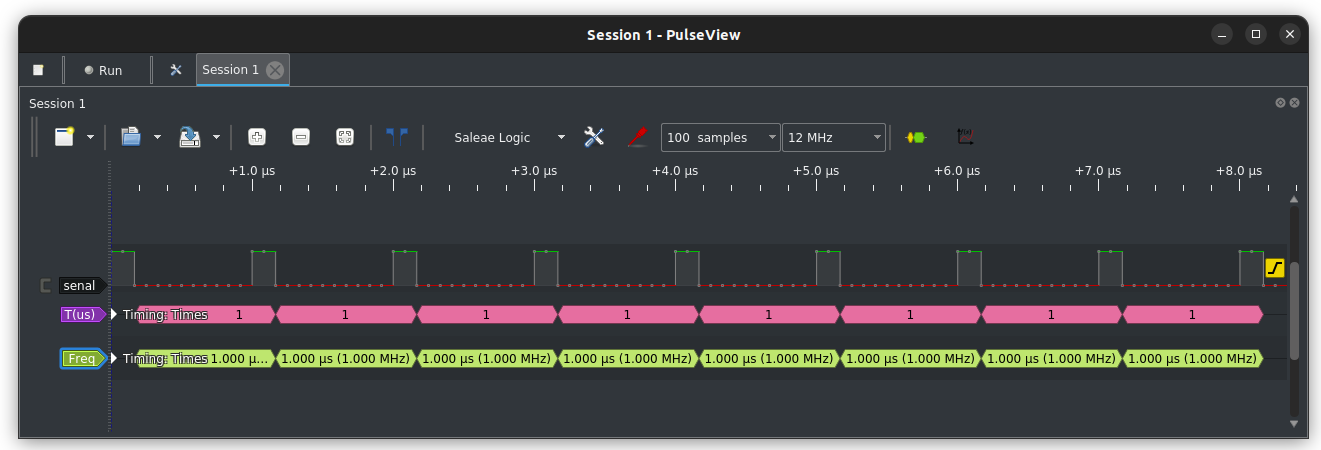 Session 1 - PulseView
Run
Session 1
Session 1
Saleae Logic 100 samples 12 MHz
+1.0 µs +2.0 µs +3.0 µs +4.0 µs +5.0 µs +6.0 µs +7.0 µs +8.0 µs
senal
T(us) Timing: Times 1 1 1 1 1 1 1 1
Freq Timing: Times 1.000 µ... 1.000 µs (1.000 MHz) 1.000 µs (1.000 MHz) 1.000 µs (1.000 MHz) 1.000 µs (1.000 MHz) 1.000 µs (1.000 MHz) 1.000 µs (1.000 MHz) 1.000 µs (1.000 MHz)